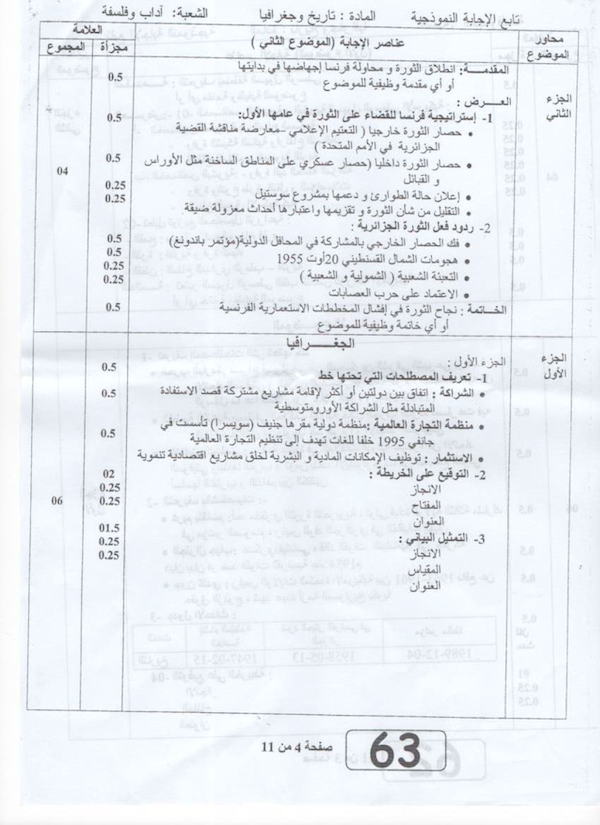 تابع الإجابة النموذجية المادة : تاريخ وجغرافيا الشعبة: آداب وفلسفة
محاور الموضوع
عناصر الإجابة (الموضوع الثاني )
العلامة
مجزأة
المجموع
الجزء الثاني
المقدمة: انطلاق الثورة و محاولة فرنسا إجهاضها في بدايتها
0.5
أو أي مقدمة وظيفية للموضوع
العـــرض :
1- إستراتيجية فرنسا للقضاء على الثورة في عامها الأول:
0.5
• حصار الثورة خارجيا ( التعتيم الإعلامي -معارضة مناقشة القضية
الجزائرية في الأمم المتحدة )
• حصار الثورة داخليا (حصار عسكري على المناطق الساخنة مثل الأوراس
0.5
و القبائل
04
• إعلان حالة الطوارئ و دعمها بمشروع سوستيل
0.25
• التقليل من شأن الثورة و تقزيمها واعتبارها أحداث معزولة ضيقة
0.25
2- ردود فعل الثورة الجزائرية :
• فك الحصار الخارجي بالمشاركة في المحافل الدولية(مؤتمر باندونغ)
0.5
• هجومات الشمال القسنطيني 20أوت 1955
0.5
• التعبئة الشعبية ( الشمولية و الشعبية )
0.25
• الاعتماد على حرب العصابات
0.25
الخاتمة : نجاح الثورة في إفشال المخططات الاستعمارية الفرنسية
0.5
أو أي خاتمة وظيفية للموضوع
الجغــرافيا
الجزء الأول
الجزء الأول:
1- تعريف المصطلحات التي تحتها خط
0.5
• الشراكة : اتفاق بين دولتين أو أكثر لإقامة مشاريع مشتركة قصد الاستفادة
0.5
المتبادلة مثل الشراكة الأورومتوسطية
• منظمة التجارة العالمية :منظمة دولية مقرها جنيف (سويسرا) تأسست في
0.5
جانفي 1995 خلفا للغات تهدف إلى تنظيم التجارة العالمية
• الاستثمار : توظيف الإمكانات المادية و البشرية لخلق مشاريع اقتصادية تنموية
2- التوقيع على الخريطة :
02
الانجاز
0.25
المفتاح
0.25
06
العنوان
3- التمثيل البياني :
01.5
الانجاز
0.25
المقياس
0.25
العنوان
صفحة 4 من 11
63